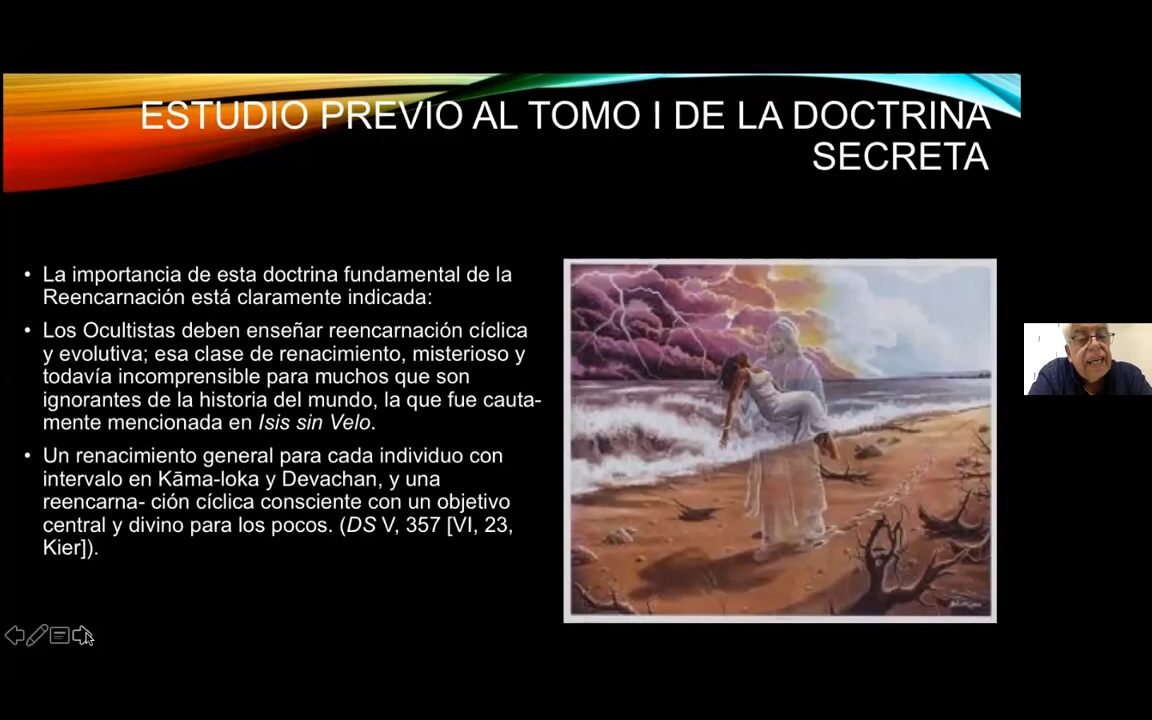 ESTUDIO PREVIO AL TOMO I DE LA DOCTRINA
SECRETA
• La importancia de esta doctrina fundamental de la
Reencarnación está claramente indicada:
• Los Ocultistas deben enseñar reencarnación cíclica
y evolutiva; esa clase de renacimiento, misterioso y
todavía incomprensible para muchos que son
ignorantes de la historia del mundo, la que fue cauta-
mente mencionada en Isis sin Velo.
• Un renacimiento general para cada individuo con
intervalo en Kāma-loka y Devachan, y una
reencarna- ción cíclica consciente con un objetivo
central y divino para los pocos. (DS V, 357 [VI, 23,
Kier]).